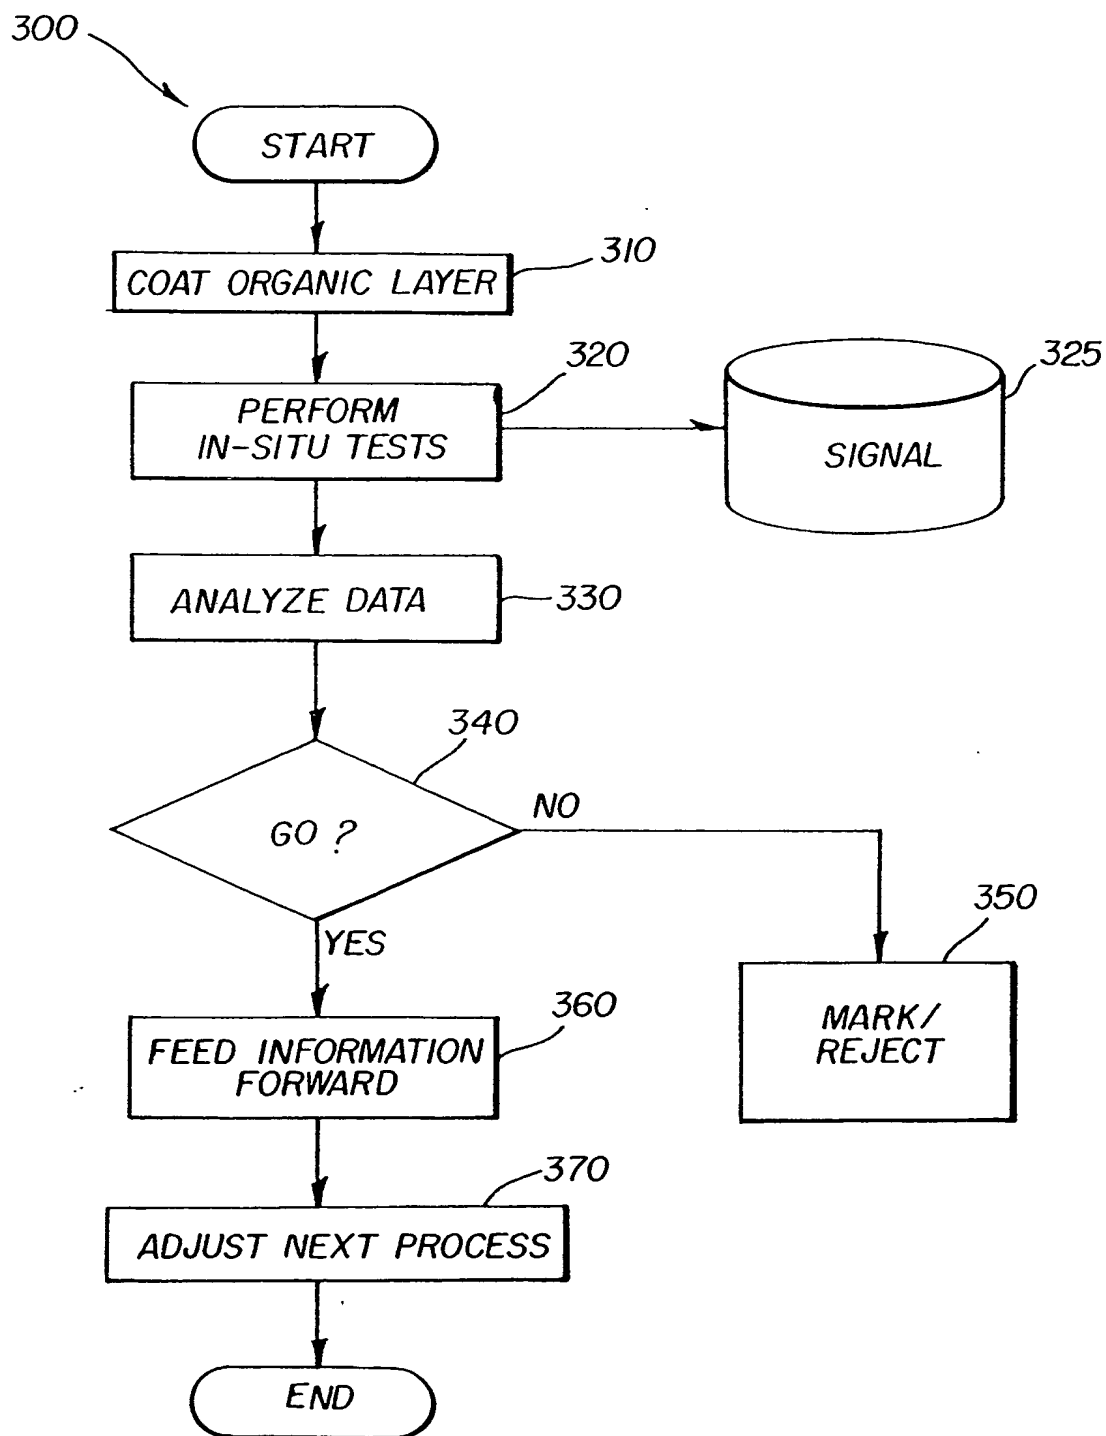 300
START
310
COAT ORGANIC LAYER
320
325
PERFORM
IN-SITU TESTS
SIGNAL
330
ANALYZE DATA
340
GO ?
NO
YES
350
360
MARK/
REJECT
FEED INFORMATION
FORWARD
370
ADJUST NEXT PROCESS
END